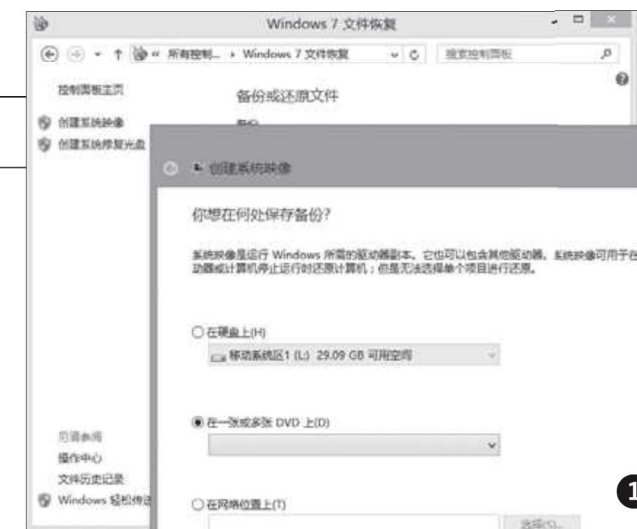 Windows 7 文件恢复
« 所有控制... ▸ Windows 7 文件恢复
搜索控制面板
控制面板主页
创建系统映像
创建系统修复光盘
备份或还原文件
创建系统映像
你想在何处保存备份?
系统映像是运行 Windows 所需的驱动器副本。它也可以包含其他驱动器。系统映像可用于在
动器或计算机停止运行时还原计算机；但是无法选择单个项目进行还原。
在硬盘上(H)
移动系统区1 (L:) 29.09 GB 可用空间
在一张或多张 DVD 上(D)
在网络位置上(T)
选择(O)...
另请参阅
操作中心
文件历史记录
Windows 轻松传送
1